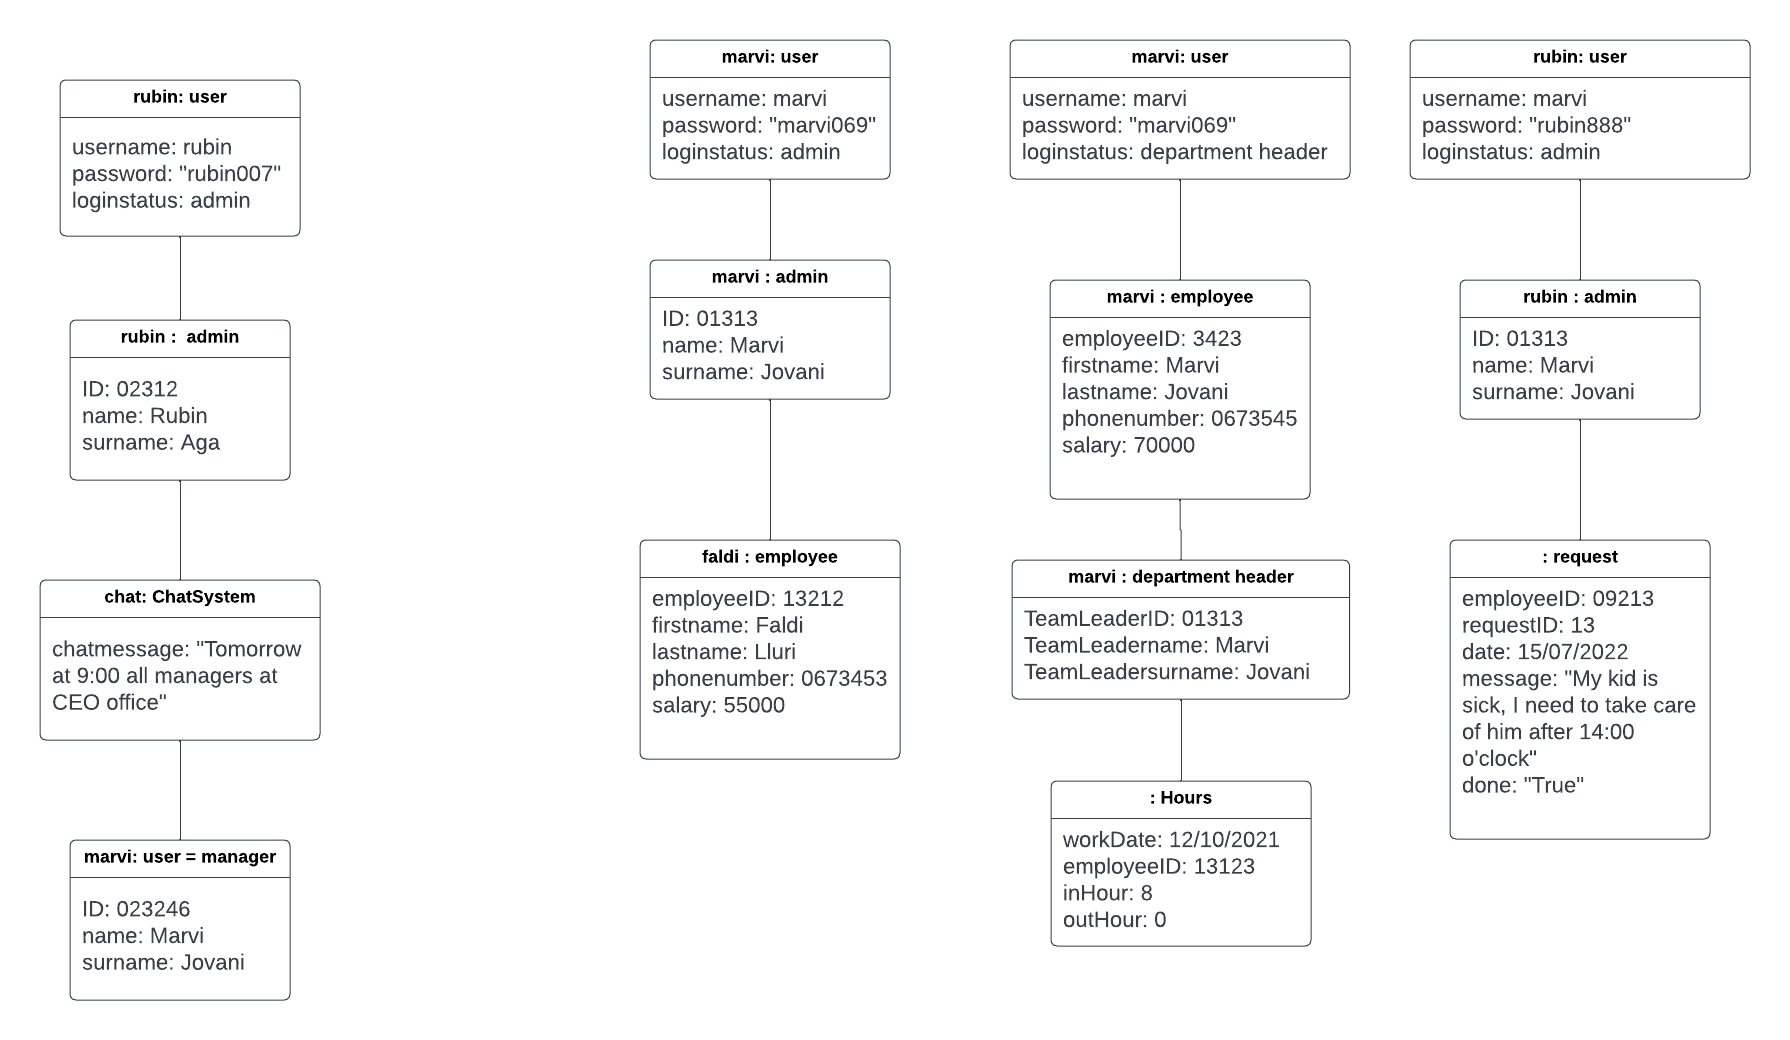 rubin: user
username: rubin
password: "rubin007"
loginstatus: admin
rubin :  admin
ID: 02312
name: Rubin
surname: Aga
chat: ChatSystem
chatmessage: "Tomorrow
at 9:00 all managers at
CEO office"
marvi: user = manager
ID: 023246
name: Marvi
surname: Jovani
marvi: user
username: marvi
password: "marvi069"
loginstatus: admin
marvi : admin
ID: 01313
name: Marvi
surname: Jovani
faldi : employee
employeeID: 13212
firstname: Faldi
lastname: Lluri
phonenumber: 0673453
salary: 55000
marvi: user
username: marvi
password: "marvi069"
loginstatus: department header
marvi : employee
employeeID: 3423
firstname: Marvi
lastname: Jovani
phonenumber: 0673545
salary: 70000
marvi : department header
TeamLeaderID: 01313
TeamLeadername: Marvi
TeamLeadersurname: Jovani
: Hours
workDate: 12/10/2021
employeeID: 13123
inHour: 8
outHour: 0
rubin: user
username: marvi
password: "rubin888"
loginstatus: admin
rubin : admin
ID: 01313
name: Marvi
surname: Jovani
: request
employeeID: 09213
requestID: 13
date: 15/07/2022
message: "My kid is
sick, I need to take care
of him after 14:00
o'clock"
done: "True"